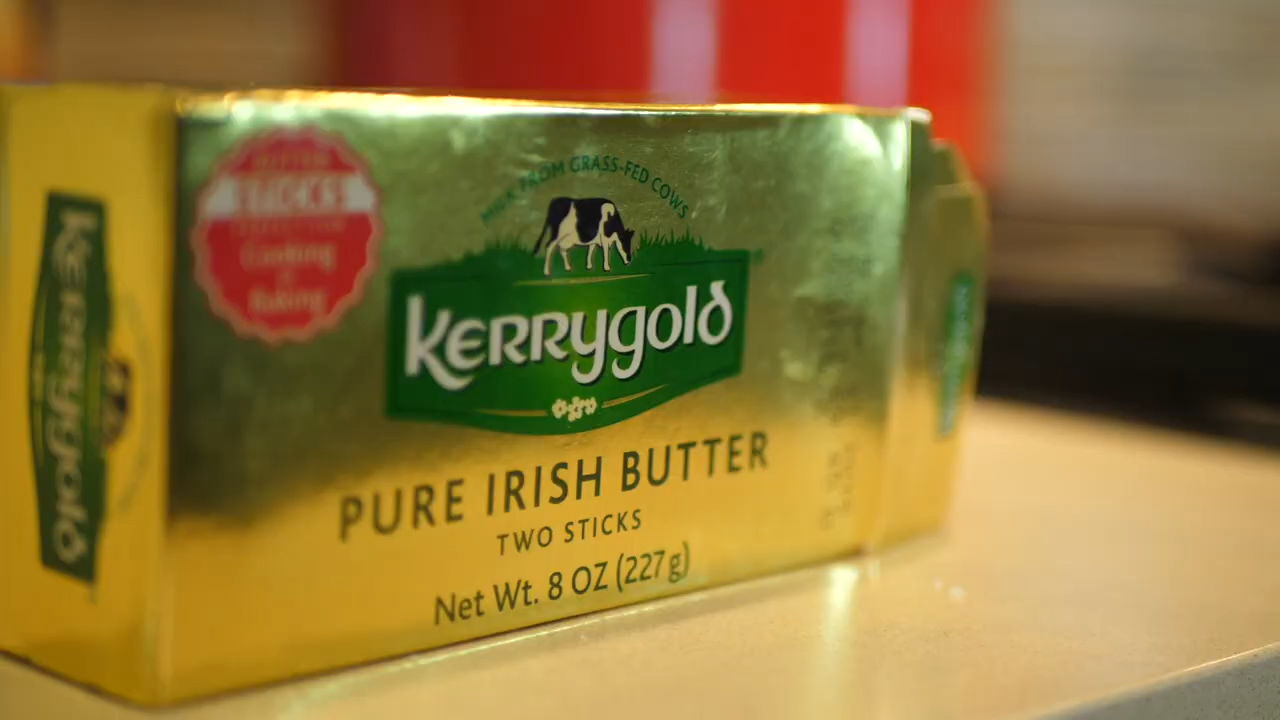 BUTTER
STICKS
Cooking
&
Baking
MILK FROM GRASS-FED COWS
Kerrygold
PURE IRISH BUTTER
TWO STICKS
Net Wt. 8 OZ (227g)
Kerrygold